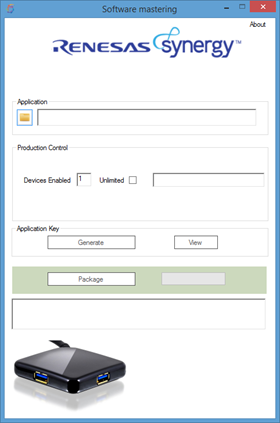 Software mastering
About
RENESAS synergy™
Application
Production Control
Devices Enabled 1 Unlimited
Application Key
Generate View
Package